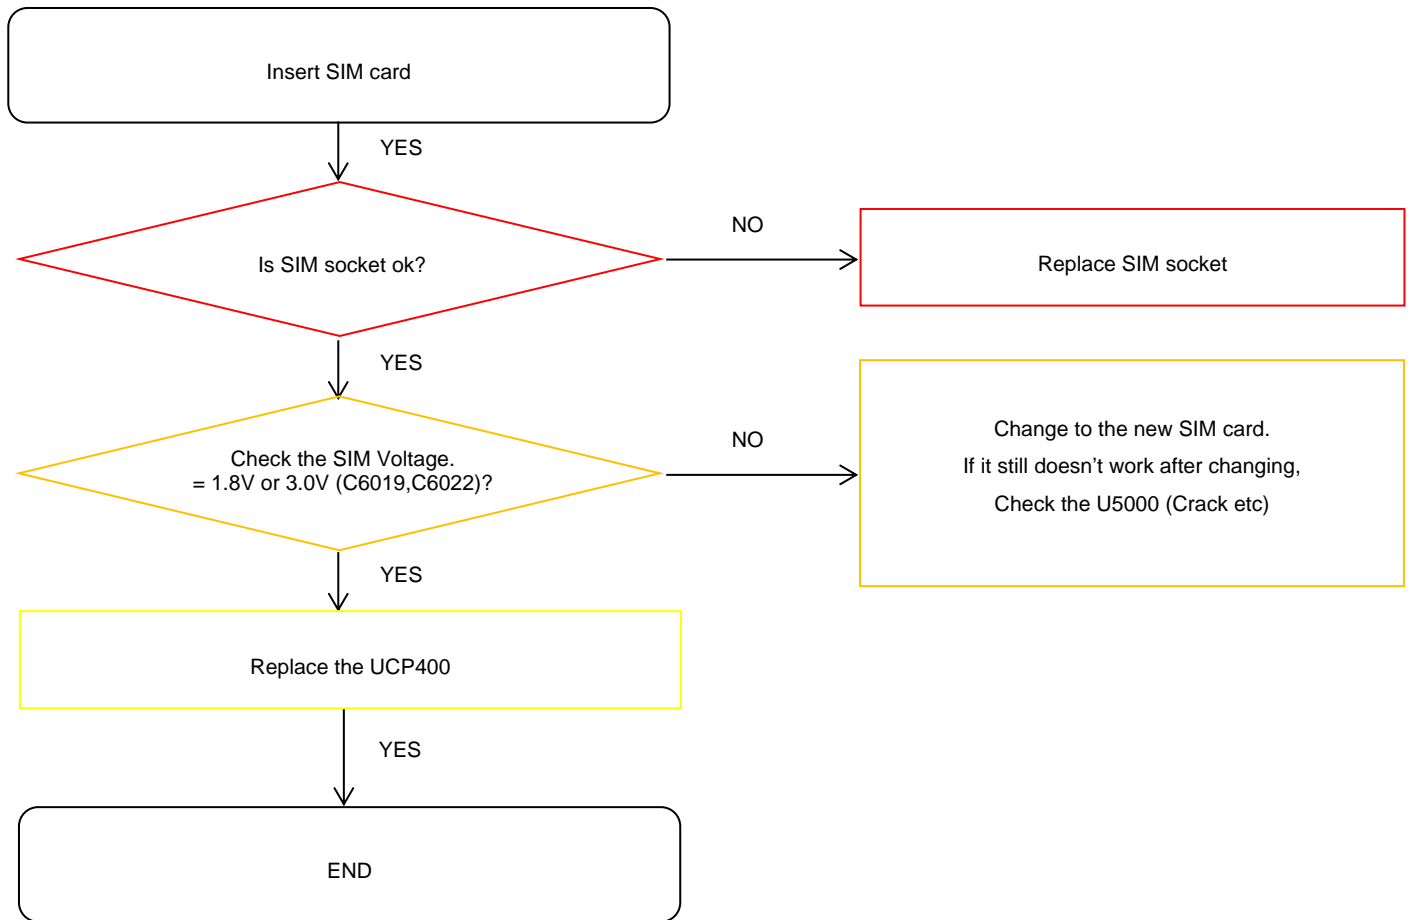 Insert SIM card
YES
Is SIM socket ok?
NO
Replace SIM socket
YES
Check the SIM Voltage.
= 1.8V or 3.0V (C6019,C6022)?
NO
Change to the new SIM card.
If it still doesn’t work after changing,
Check the U5000 (Crack etc)
YES
Replace the UCP400
YES
END